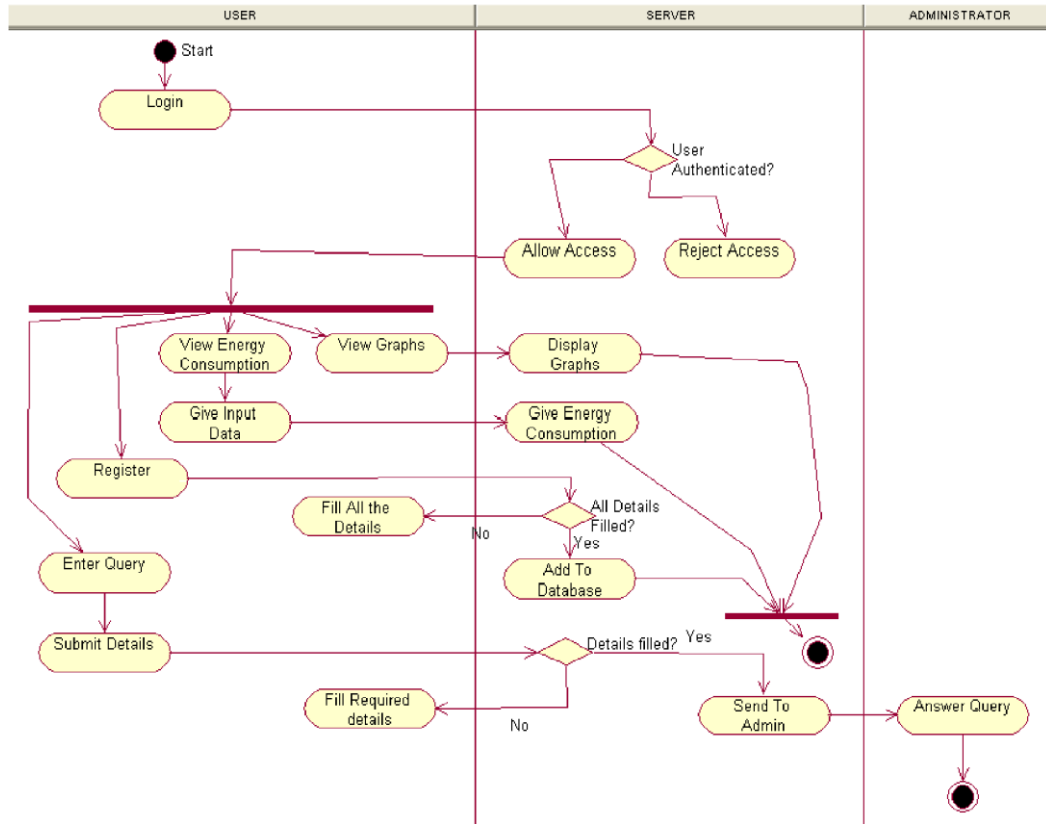 USER
SERVER
ADMINISTRATOR
Start
Login
User
Authenticated?
Allow Access
Reject Access
View Energy
Consumption
View Graphs
Display
Graphs
Give Input
Data
Give Energy
Consumption
Register
Fill All the
Details
All Details
Filled?
No
Yes
Enter Query
Add To
Database
Submit Details
Details filled?
Yes
Fill Required
details
No
Send To
Admin
Answer Query